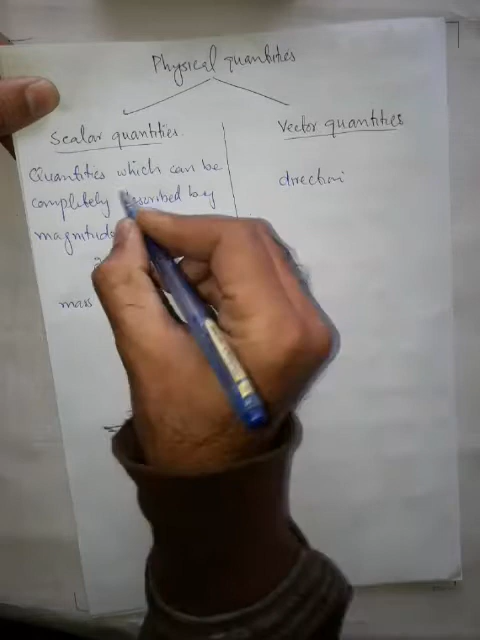 Physical quantities
Scalar quantities
Vector quantities
Quantities which can be
completely described by
magnitude
mass
direction